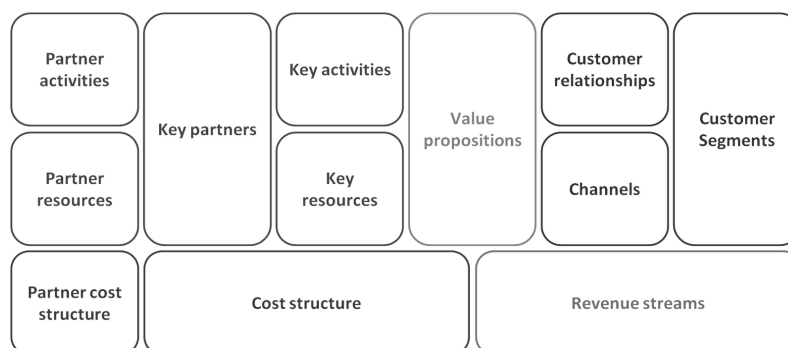 Partner
activities
Key partners
Key activities
Value
propositions
Customer
relationships
Customer
Segments
Partner
resources
Key
resources
Channels
Partner cost
structure
Cost structure
Revenue streams